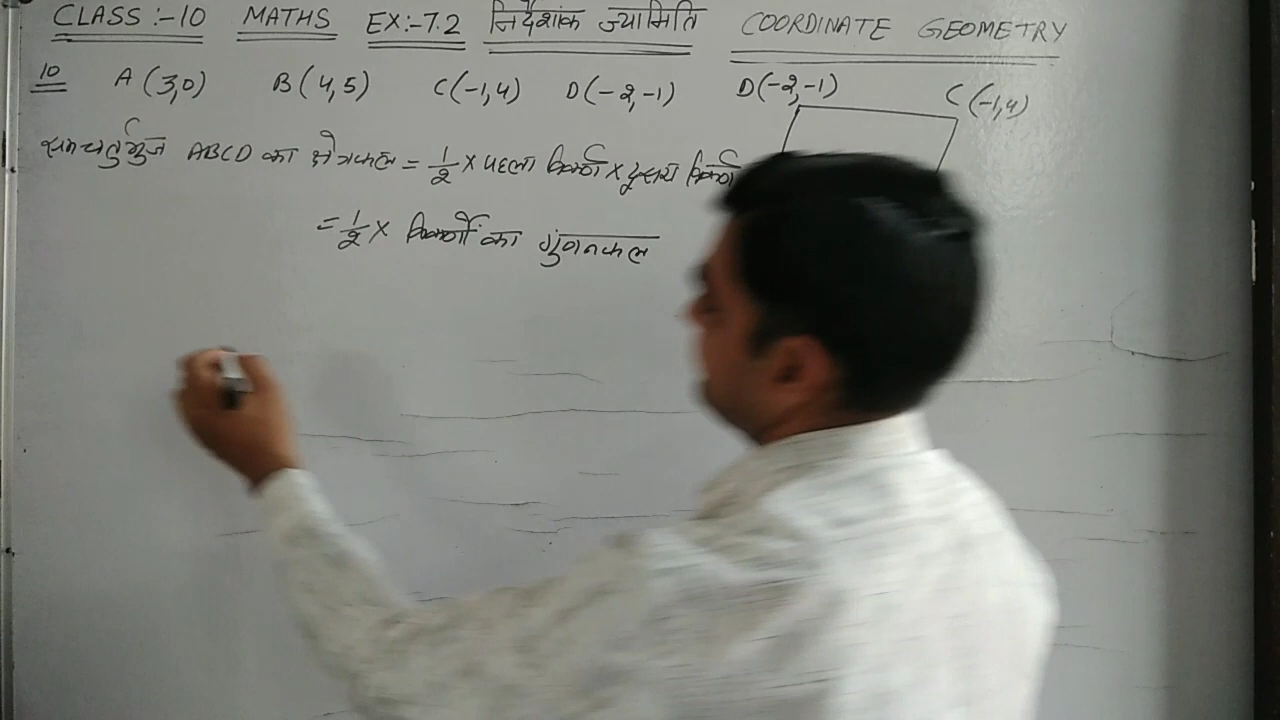 CLASS :-10 MATHS EX:-7.2 निर्देशांक ज्यामिति COORDINATE GEOMETRY
10 A (3,0) B(4,5) C(-1,4) D(-2,-1)
D(-2,-1) C(-1,4)
समचतुर्भुज ABCD का क्षेत्रफल = 1/2 × पहला विकर्ण × दूसरा विकर्ण
= 1/2 × विकर्णों का गुणनफल